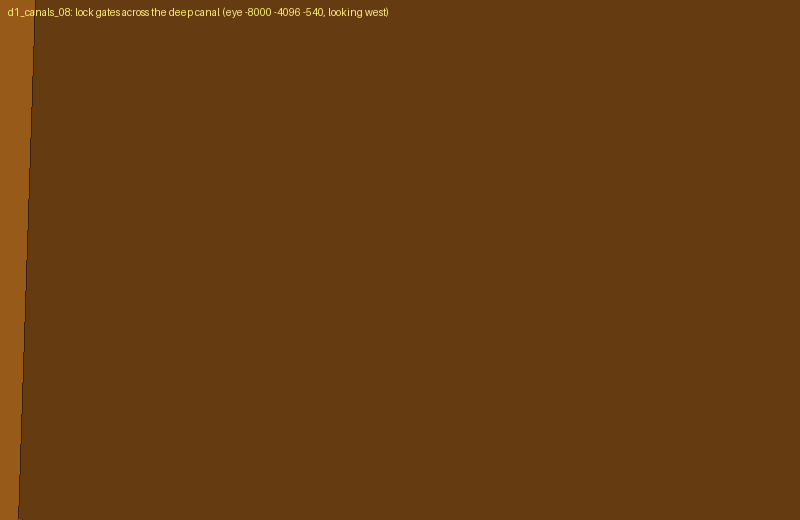 d1_canals_08: lock gates across the deep canal (eye -8000 -4096 -540, looking west)